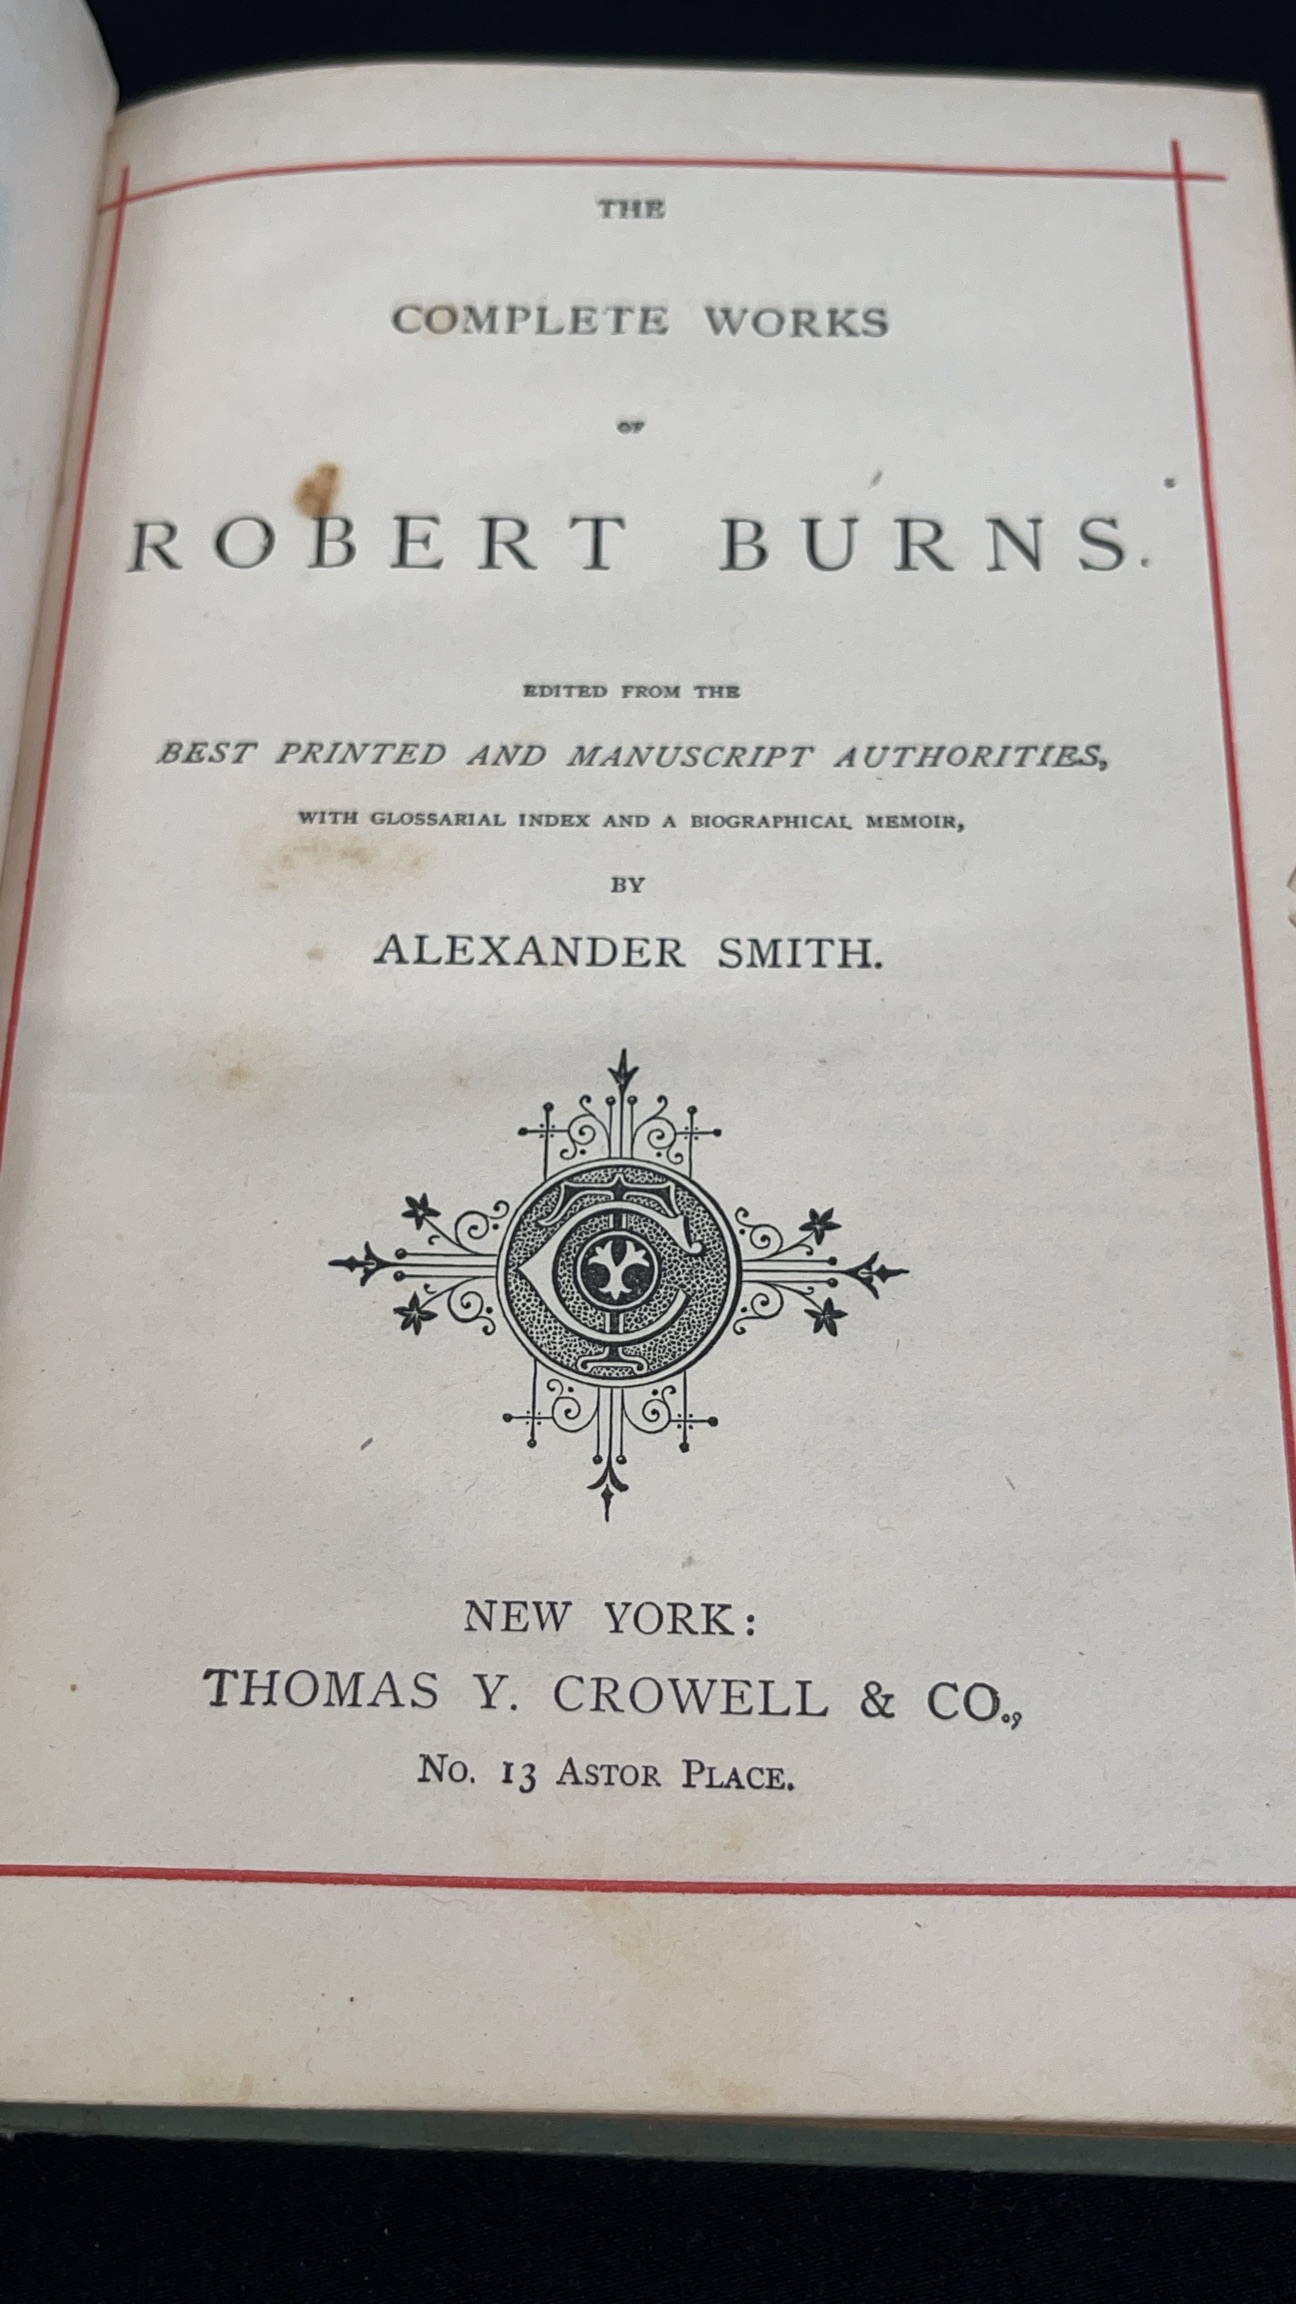 THE
COMPLETE WORKS
OF
ROBERT BURNS.
EDITED FROM THE
BEST PRINTED AND MANUSCRIPT AUTHORITIES,
WITH GLOSSARIAL INDEX AND A BIOGRAPHICAL MEMOIR,
BY
ALEXANDER SMITH.
TC
NEW YORK:
THOMAS Y. CROWELL & CO.,
No. 13 ASTOR PLACE.